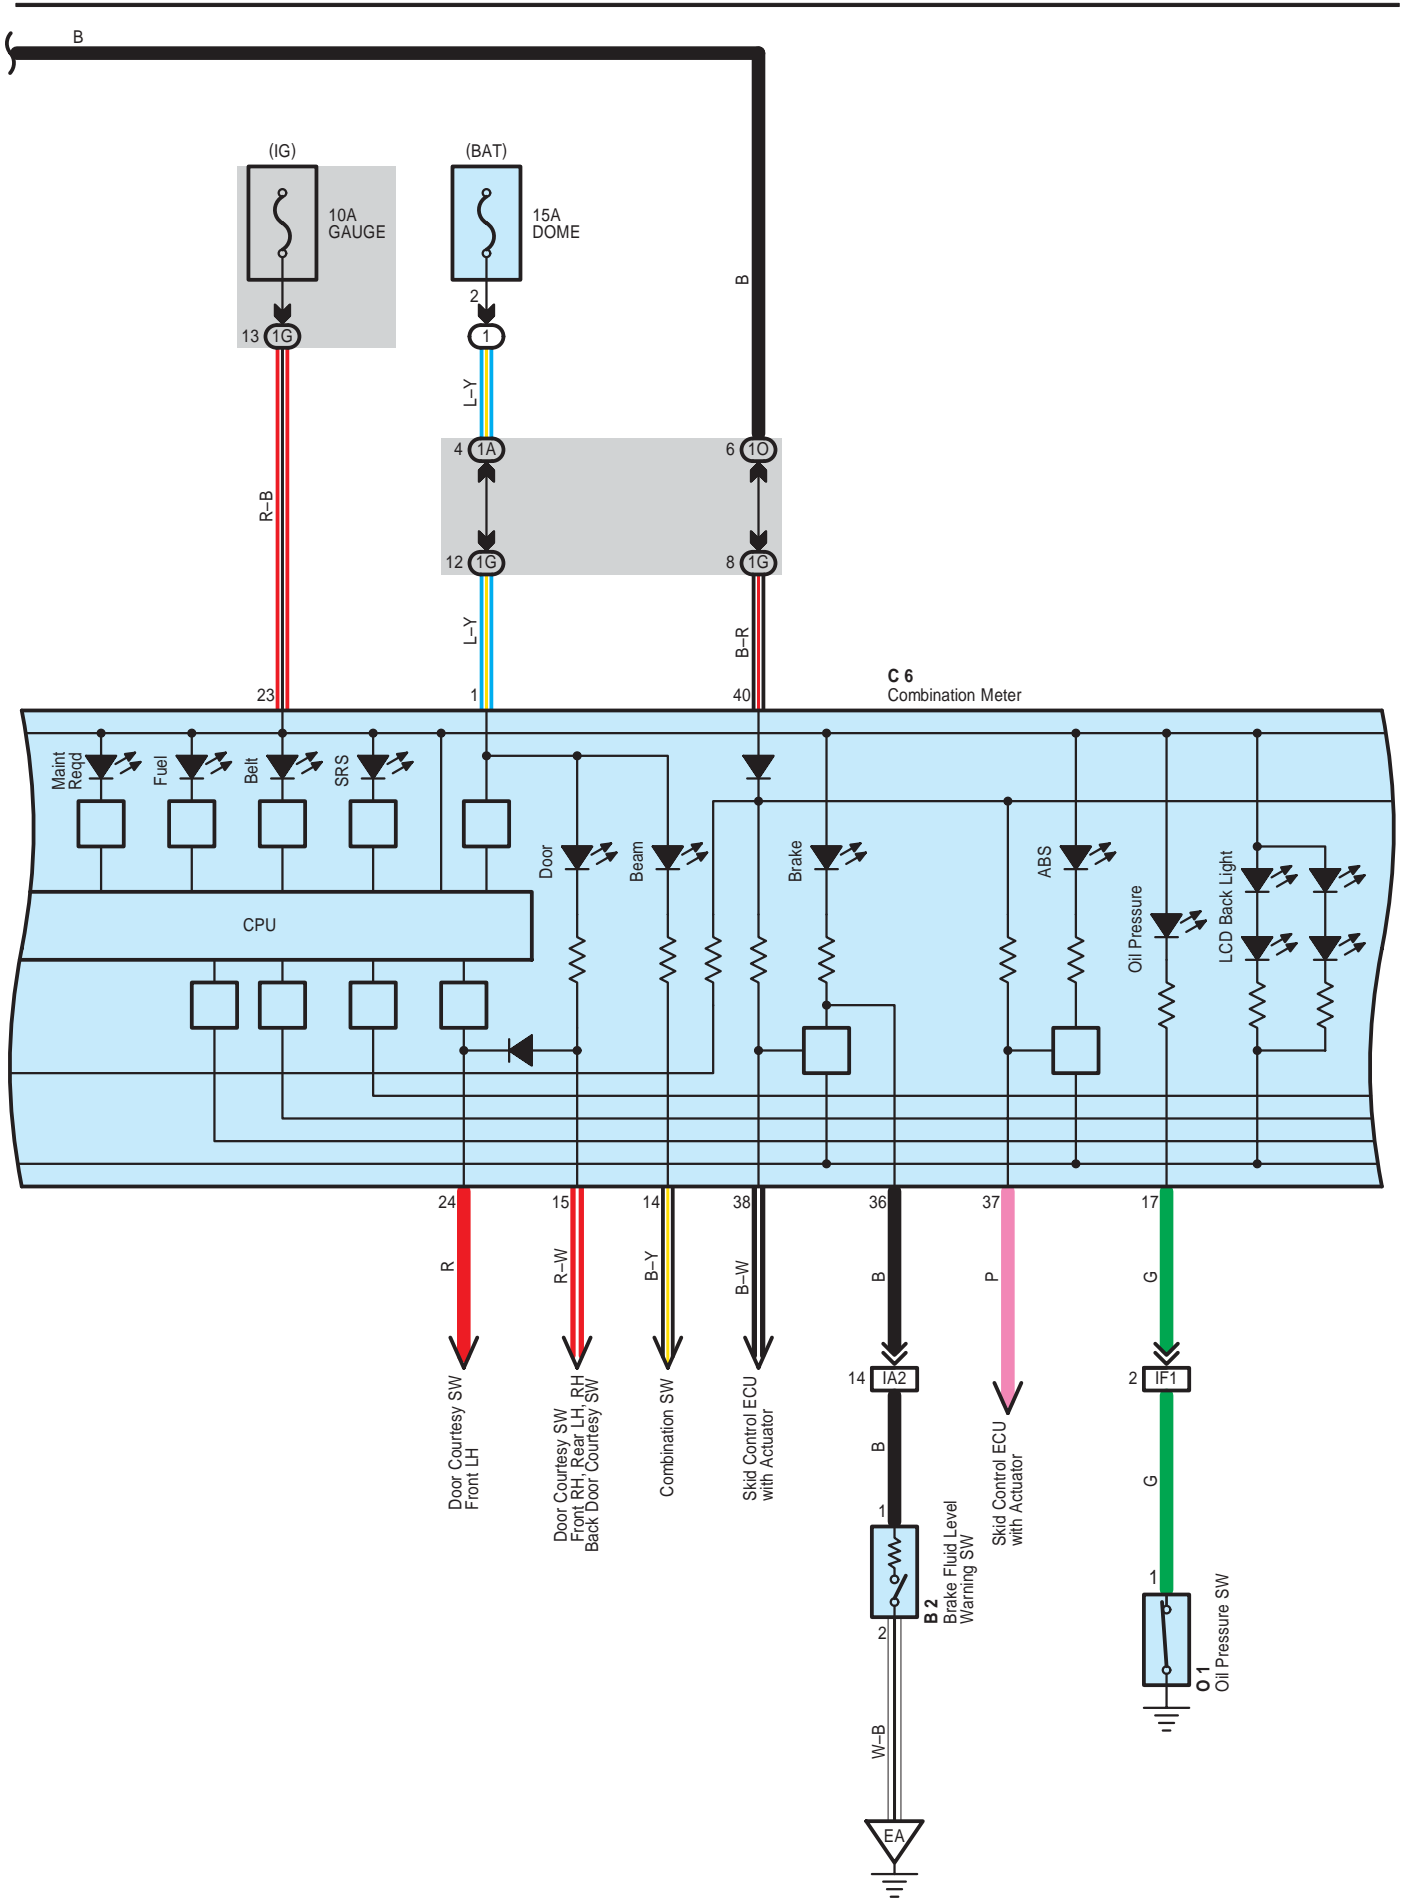 B
(IG)
(BAT)
10A
GAUGE
15A
DOME
B
2
13
1G
1
L–Y
4
1A
6
1O
R–B
12
1G
8
1G
L–Y
B–R
C 6
Combination Meter
23
1
40
Maint
Reqd
Fuel
Belt
SRS
Door
Beam
Brake
ABS
Oil Pressure
LCD Back Light
CPU
24
15
14
38
36
37
17
R
R–W
B–Y
B–W
B
P
G
14
IA2
2
IF1
Door Courtesy SW
Front LH
Door Courtesy SW
Front RH, Rear LH, RH
Back Door Courtesy SW
Combination SW
Skid Control ECU
with Actuator
B
Skid Control ECU
with Actuator
G
1
B 2
Brake Fluid Level
Warning SW
2
1
O 1
Oil Pressure SW
W–B
EA